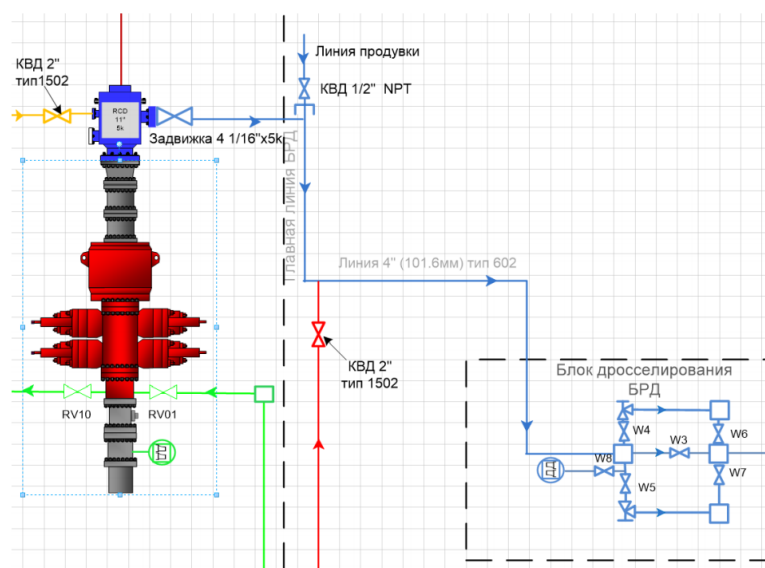 Линия продувки
КВД 2"
тип1502
КВД 1/2" NPT
RCD
11"
5k
Задвижка 4 1/16"x5k
Главная линия БРД
Линия 4" (101.6мм) тип 602
КВД 2"
тип 1502
Блок дросселирования
БРД
RV10
RV01
W4
W6
W3
W8
W7
W5